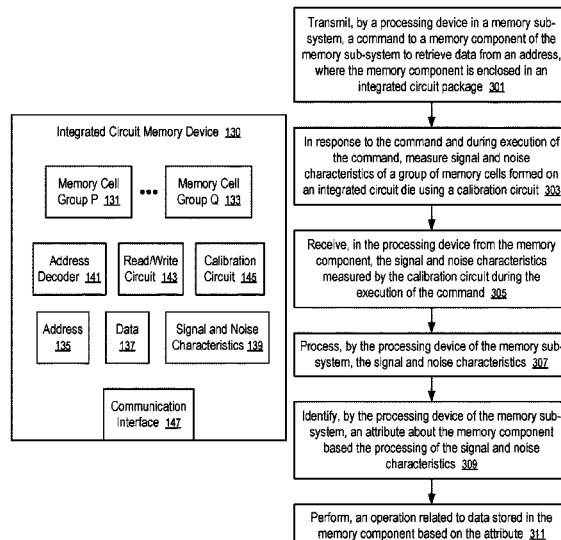 Integrated Circuit Memory Device 130
Memory Cell
Group P 131
•••
Memory Cell
Group Q 133
Address
Decoder 141
Read/Write
Circuit 143
Calibration
Circuit 145
Address
135
Data
137
Signal and Noise
Characteristics 139
Communication
Interface 147
Transmit, by a processing device in a memory sub-
system, a command to a memory component of the
memory sub-system to retrieve data from an address,
where the memory component is enclosed in an
integrated circuit package 301
In response to the command and during execution of
the command, measure signal and noise
characteristics of a group of memory cells formed on
an integrated circuit die using a calibration circuit 303
Receive, in the processing device from the memory
component, the signal and noise characteristics
measured by the calibration circuit during the
execution of the command 305
Process, by the processing device of the memory sub-
system, the signal and noise characteristics 307
Identify, by the processing device of the memory sub-
system, an attribute about the memory component
based the processing of the signal and noise
characteristics 309
Perform, an operation related to data stored in the
memory component based on the attribute 311